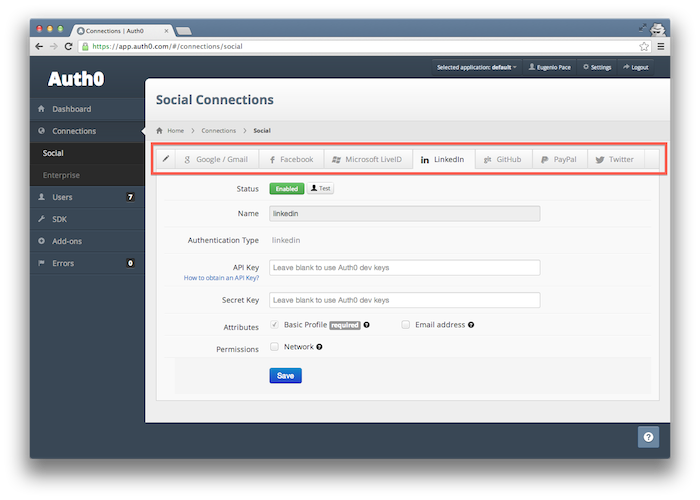 Connections | Auth0
https://app.auth0.com/#/connections/social
Auth0
Selected application: default
Eugenio Pace
Settings
Logout
Dashboard
Connections
Social
Enterprise
Users 7
SDK
Add-ons
Errors 0
Social Connections
Home > Connections > Social
Google / Gmail
Facebook
Microsoft LiveID
LinkedIn
GitHub
PayPal
Twitter
Status Enabled Test
Name linkedin
Authentication Type linkedin
API Key Leave blank to use Auth0 dev keys
How to obtain an API Key?
Secret Key Leave blank to use Auth0 dev keys
Attributes Basic Profile required ? Email address ?
Permissions Network ?
Save
?